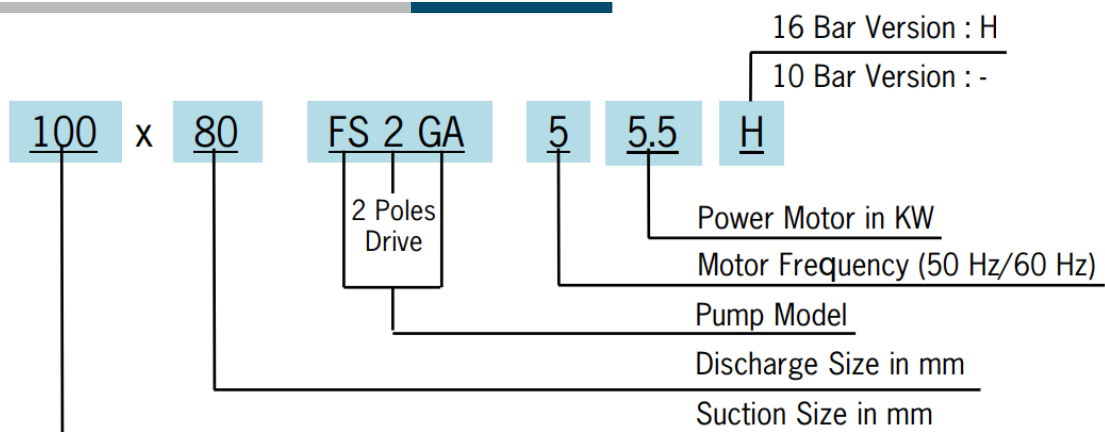 16 Bar Version : H
10 Bar Version : -
100 x 80 FS 2 GA 5 5.5 H
2 Poles
Drive
Power Motor in KW
Motor Frequency (50 Hz/60 Hz)
Pump Model
Discharge Size in mm
Suction Size in mm